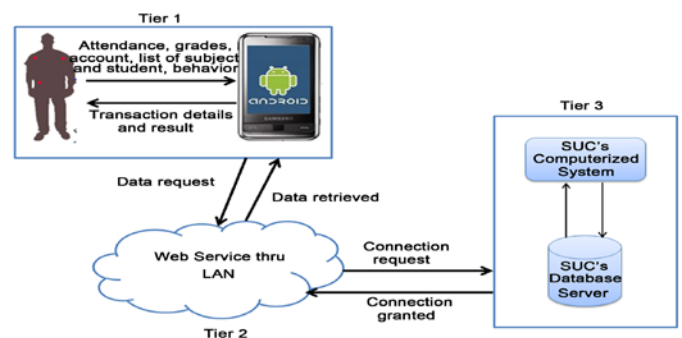 Tier 1
Attendance, grades,
account, list of subject
and student, behavior
Transaction details
and result
ANDROID
SAMSUNG
Data request
Data retrieved
Web Service thru
LAN
Tier 2
Connection
request
Connection
granted
Tier 3
SUC's
Computerized
System
SUC's
Database
Server